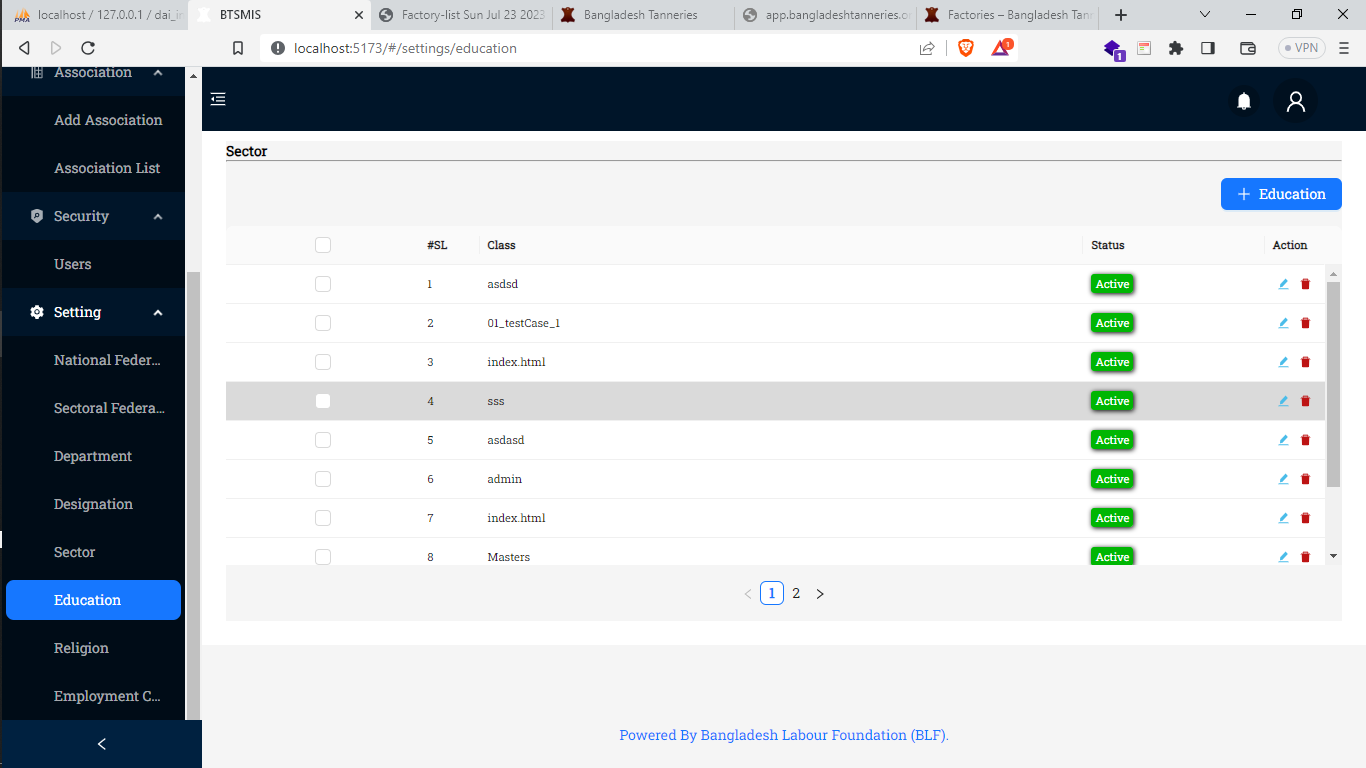 localhost / 127.0.0.1 / dai_in
BTSMIS
Factory-list Sun Jul 23 2023
Bangladesh Tanneries
app.bangladeshtanneries.o
Factories – Bangladesh Tann
localhost:5173/#/settings/education
1
1
VPN
Association
Add Association
Association List
Security
Users
Setting
National Feder...
Sectoral Federa...
Department
Designation
Sector
Education
Religion
Employment C...
Sector
+ Education
#SL Class Status Action
1 asdsd Active
2 01_testCase_1 Active
3 index.html Active
4 sss Active
5 asdasd Active
6 admin Active
7 index.html Active
8 Masters Active
< 1 2 >
Powered By Bangladesh Labour Foundation (BLF).